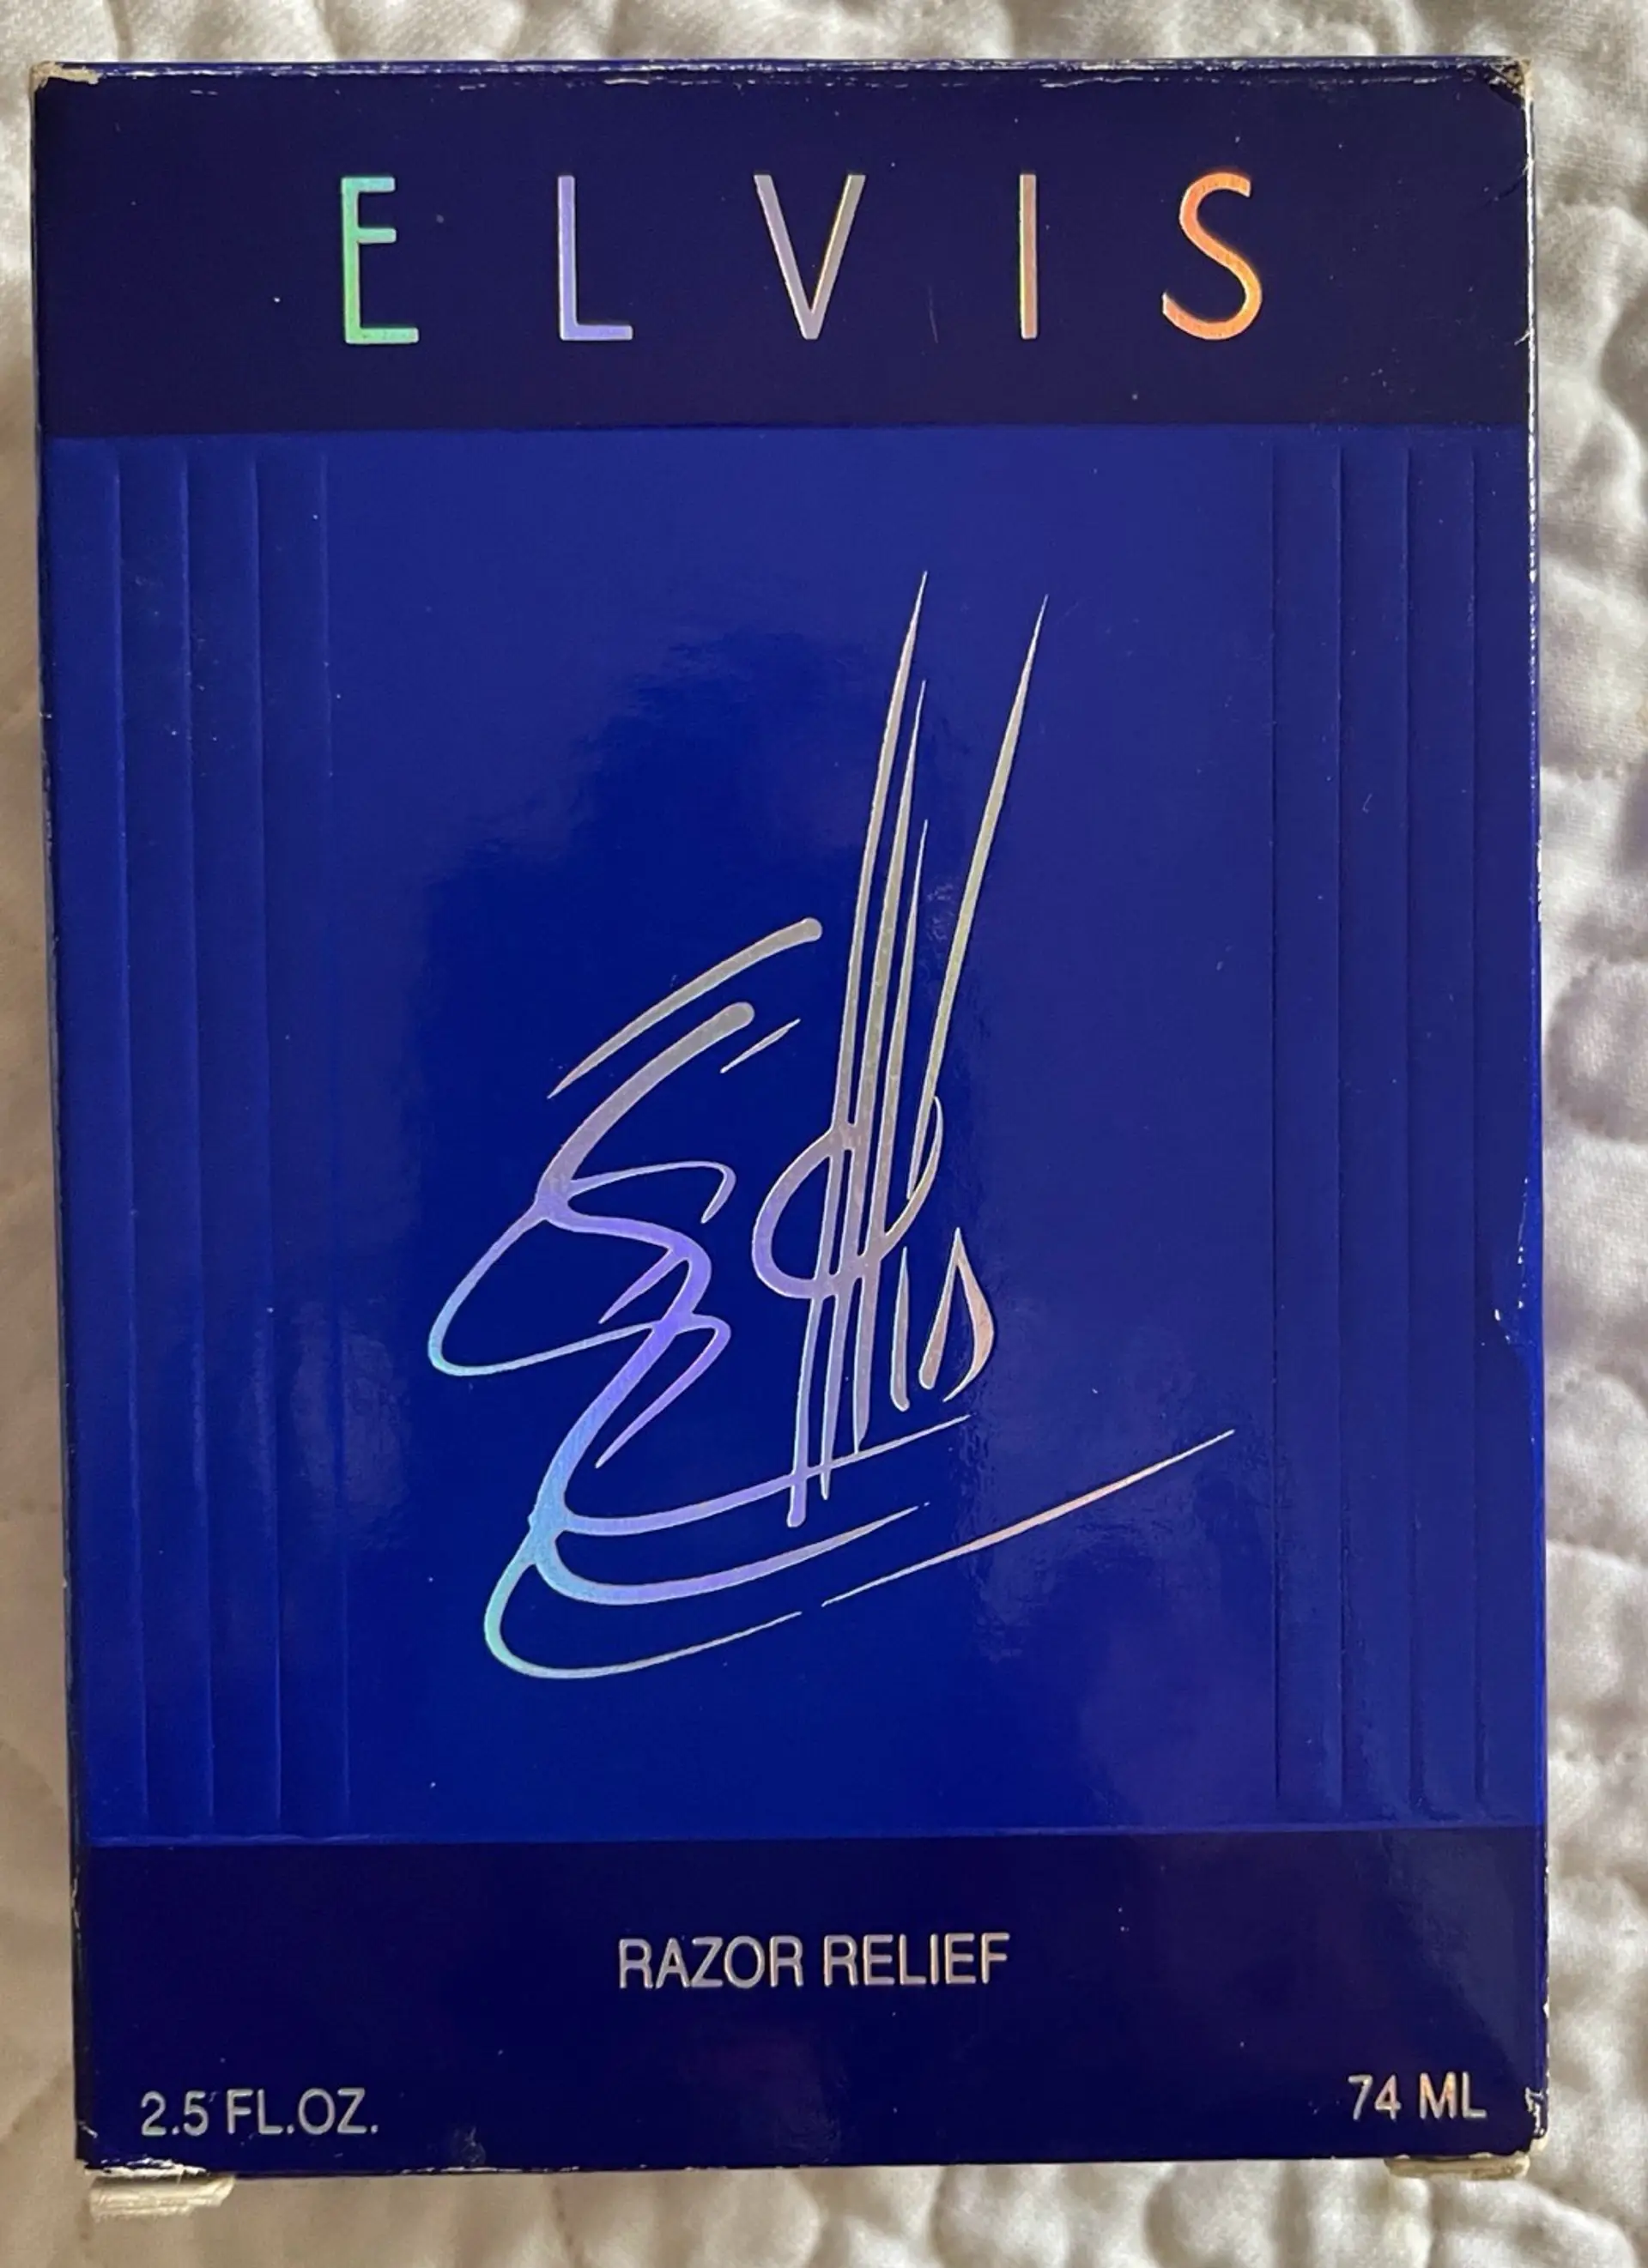 ELVIS
Elvis
RAZOR RELIEF
2.5 FL.OZ.
74 ML